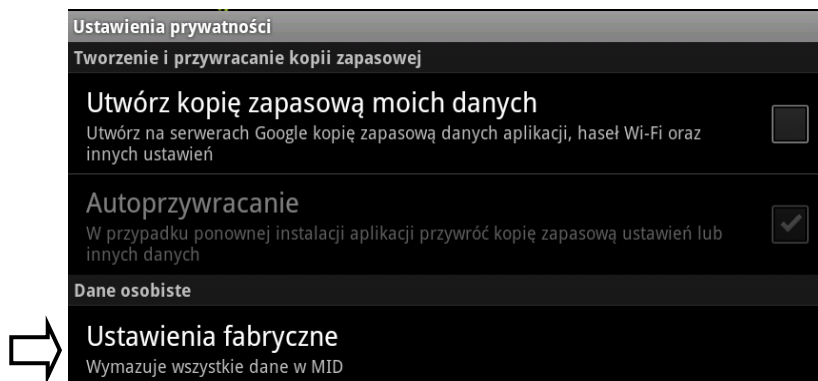 Ustawienia prywatności
Tworzenie i przywracanie kopii zapasowej
Utwórz kopię zapasową moich danych
Utwórz na serwerach Google kopię zapasową danych aplikacji, haseł Wi-Fi oraz
innych ustawień
Autoprzywracanie
W przypadku ponownej instalacji aplikacji przywróć kopię zapasową ustawień lub
innych danych
Dane osobiste
Ustawienia fabryczne
Wymazuje wszystkie dane w MID